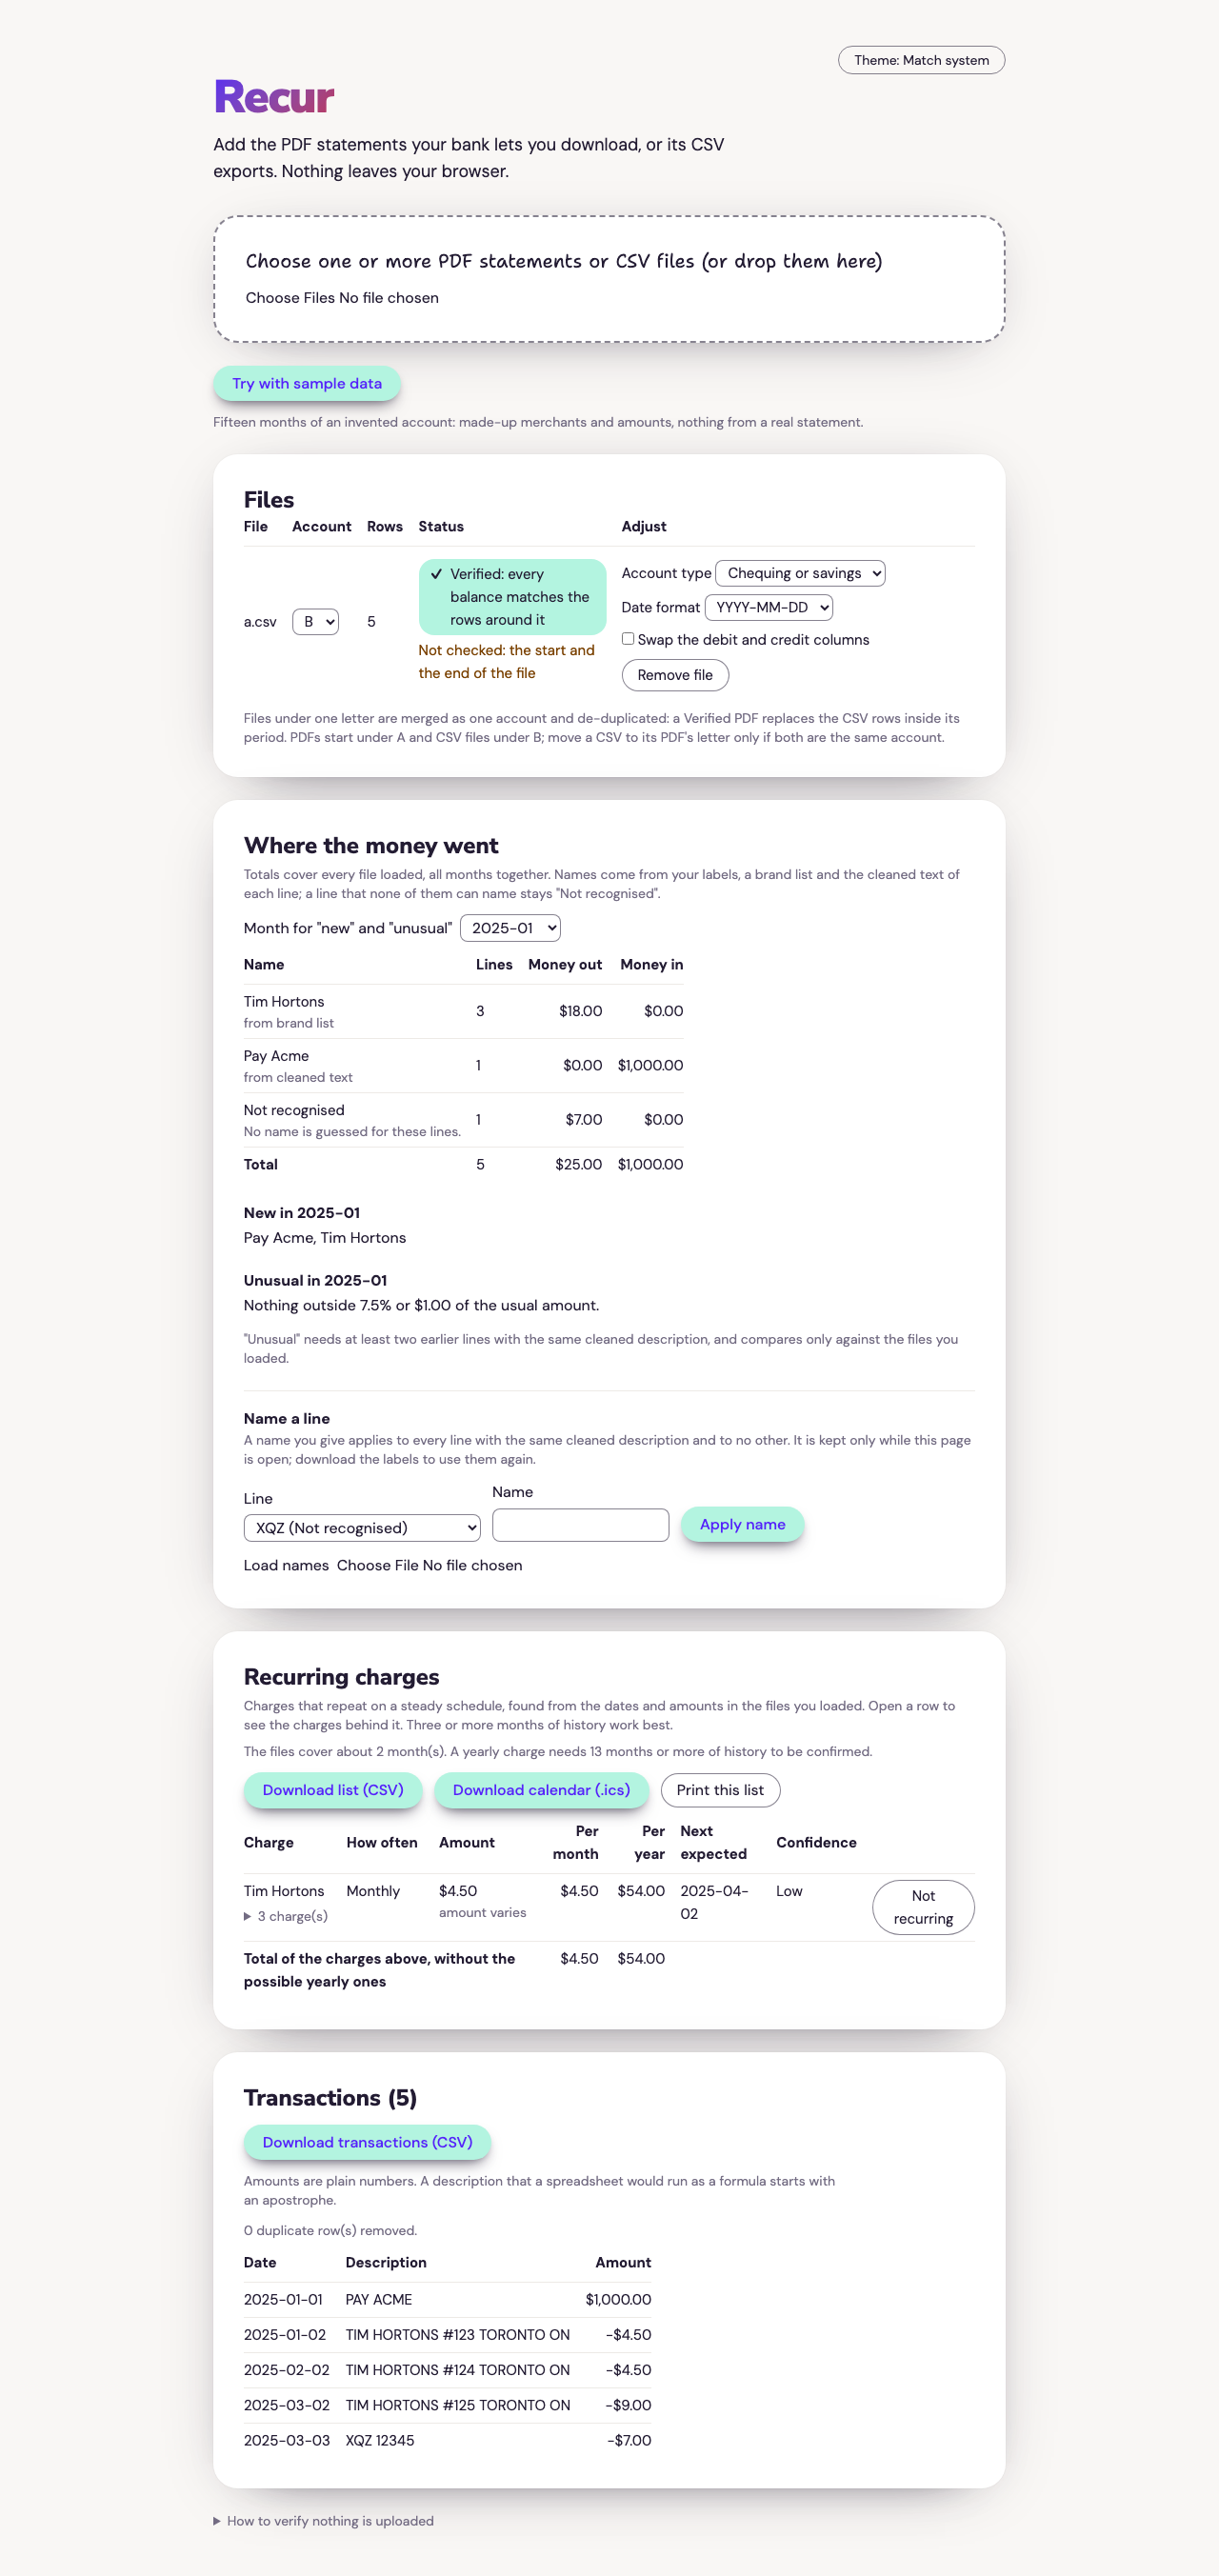 Theme: Match system
Recur
Add the PDF statements your bank lets you download, or its CSV
exports. Nothing leaves your browser.
Choose one or more PDF statements or CSV files (or drop them here)
Choose Files No file chosen
Try with sample data
Fifteen months of an invented account: made-up merchants and amounts, nothing from a real statement.
Files
File Account Rows Status Adjust
a.csv B 5
✔ Verified: every
balance matches the
rows around it
Not checked: the start and
the end of the file
Account type Chequing or savings
Date format YYYY-MM-DD
Swap the debit and credit columns
Remove file
Files under one letter are merged as one account and de-duplicated: a Verified PDF replaces the CSV rows inside its
period. PDFs start under A and CSV files under B; move a CSV to its PDF's letter only if both are the same account.
Where the money went
Totals cover every file loaded, all months together. Names come from your labels, a brand list and the cleaned text of
each line; a line that none of them can name stays "Not recognised".
Month for "new" and "unusual" 2025-01
Name Lines Money out Money in
Tim Hortons 3 $18.00 $0.00
from brand list
Pay Acme 1 $0.00 $1,000.00
from cleaned text
Not recognised 1 $7.00 $0.00
No name is guessed for these lines.
Total 5 $25.00 $1,000.00
New in 2025-01
Pay Acme, Tim Hortons
Unusual in 2025-01
Nothing outside 7.5% or $1.00 of the usual amount.
"Unusual" needs at least two earlier lines with the same cleaned description, and compares only against the files you
loaded.
Name a line
A name you give applies to every line with the same cleaned description and to no other. It is kept only while this page
is open; download the labels to use them again.
Line Name
XQZ (Not recognised) Apply name
Load names Choose File No file chosen
Recurring charges
Charges that repeat on a steady schedule, found from the dates and amounts in the files you loaded. Open a row to
see the charges behind it. Three or more months of history work best.
The files cover about 2 month(s). A yearly charge needs 13 months or more of history to be confirmed.
Download list (CSV) Download calendar (.ics) Print this list
Charge How often Amount Per month Per year Next expected Confidence
Tim Hortons Monthly $4.50 $4.50 $54.00 2025-04-02 Low Not recurring
3 charge(s) amount varies
Total of the charges above, without the $4.50 $54.00
possible yearly ones
Transactions (5)
Download transactions (CSV)
Amounts are plain numbers. A description that a spreadsheet would run as a formula starts with
an apostrophe.
0 duplicate row(s) removed.
Date Description Amount
2025-01-01 PAY ACME $1,000.00
2025-01-02 TIM HORTONS #123 TORONTO ON -$4.50
2025-02-02 TIM HORTONS #124 TORONTO ON -$4.50
2025-03-02 TIM HORTONS #125 TORONTO ON -$9.00
2025-03-03 XQZ 12345 -$7.00
How to verify nothing is uploaded